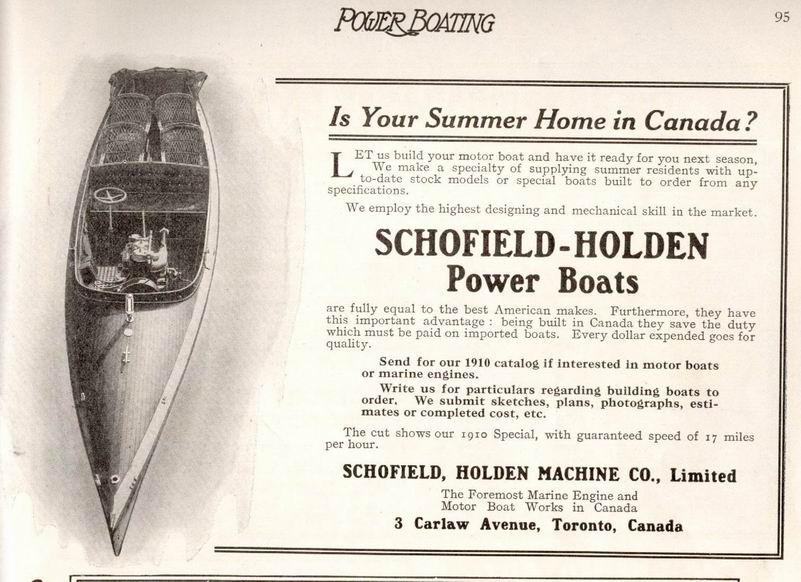 POWER BOATING
95
Is Your Summer Home in Canada?
LET us build your motor boat and have it ready for you next season,
We make a specialty of supplying summer residents with up-
to-date stock models or special boats built to order from any
specifications.
We employ the highest designing and mechanical skill in the market.
SCHOFIELD-HOLDEN
Power Boats
are fully equal to the best American makes. Furthermore, they have
this important advantage: being built in Canada they save the duty
which must be paid on imported boats. Every dollar expended goes for
quality.
Send for our 1910 catalog if interested in motor boats
or marine engines.
Write us for particulars regarding building boats to
order. We submit sketches, plans, photographs, esti-
mates or completed cost, etc.
The cut shows our 1910 Special, with guaranteed speed of 17 miles
per hour.
SCHOFIELD, HOLDEN MACHINE CO., Limited
The Foremost Marine Engine and
Motor Boat Works in Canada
3 Carlaw Avenue, Toronto, Canada